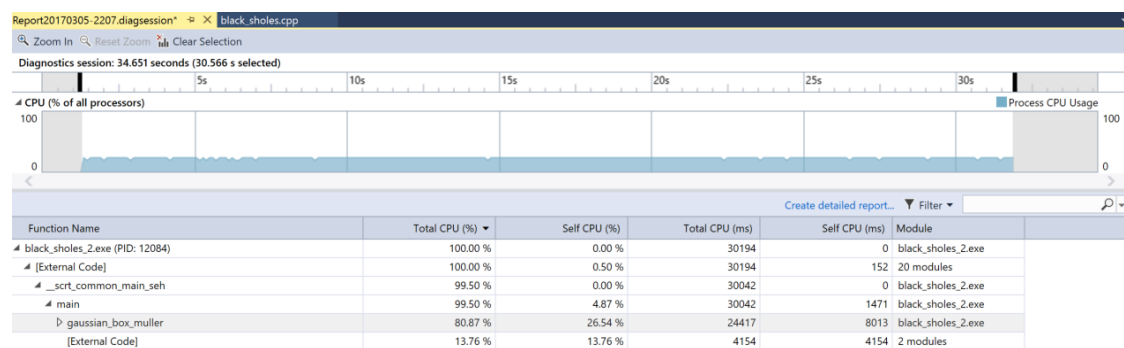 Report20170305-2207.diagsession* black_sholes.cpp
Zoom In Reset Zoom Clear Selection
Diagnostics session: 34.651 seconds (30.566 s selected)
5s 10s 15s 20s 25s 30s
CPU (% of all processors) Process CPU Usage
100 100
0 0
Create detailed report... Filter
Function Name Total CPU (%) Self CPU (%) Total CPU (ms) Self CPU (ms) Module
black_sholes_2.exe (PID: 12084) 100.00 % 0.00 % 30194 0 black_sholes_2.exe
[External Code] 100.00 % 0.50 % 30194 152 20 modules
__scrt_common_main_seh 99.50 % 0.00 % 30042 0 black_sholes_2.exe
main 99.50 % 4.87 % 30042 1471 black_sholes_2.exe
gaussian_box_muller 80.87 % 26.54 % 24417 8013 black_sholes_2.exe
[External Code] 13.76 % 13.76 % 4154 4154 2 modules